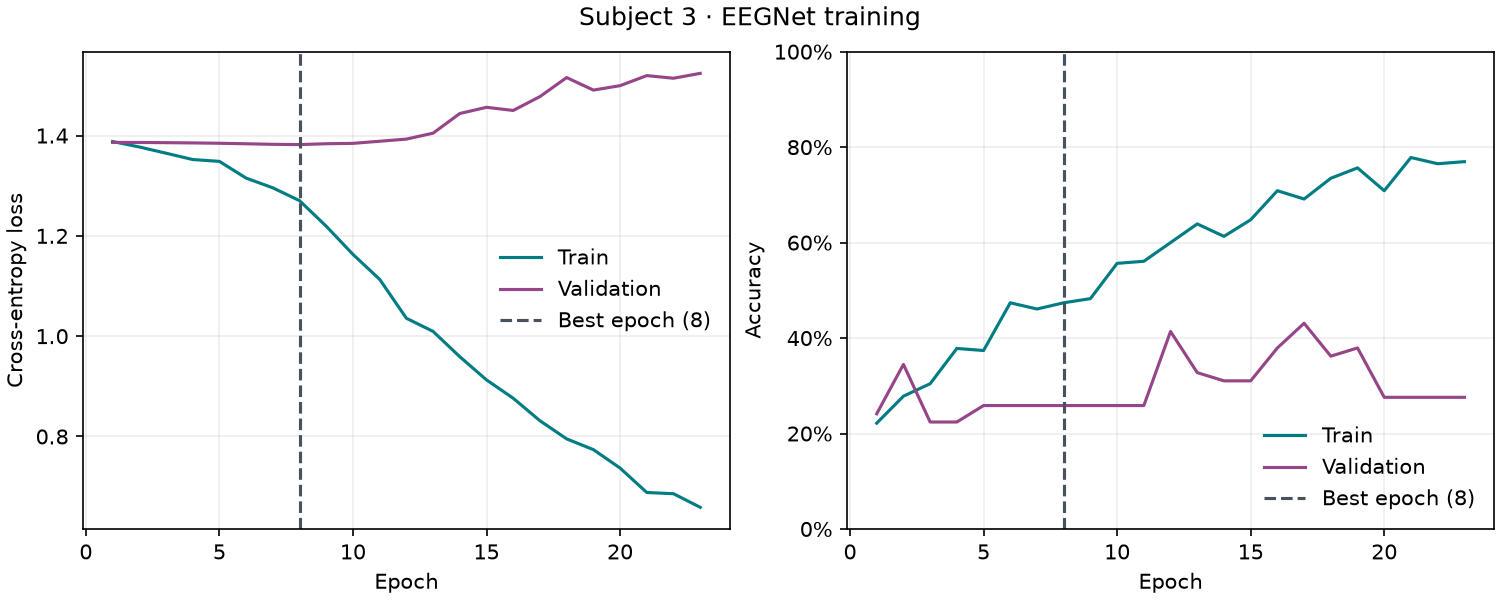 Subject 3 · EEGNet training
Cross-entropy loss
1.4
1.2
1.0
0.8
Train
Validation
Best epoch (8)
0 5 10 15 20
Epoch
Accuracy
100%
80%
60%
40%
20%
0%
Train
Validation
Best epoch (8)
0 5 10 15 20
Epoch